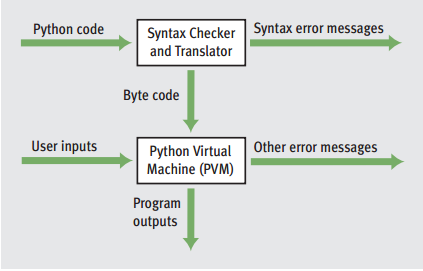 Python code
Syntax Checker
and Translator
Syntax error messages
Byte code
User inputs
Python Virtual
Machine (PVM)
Other error messages
Program
outputs